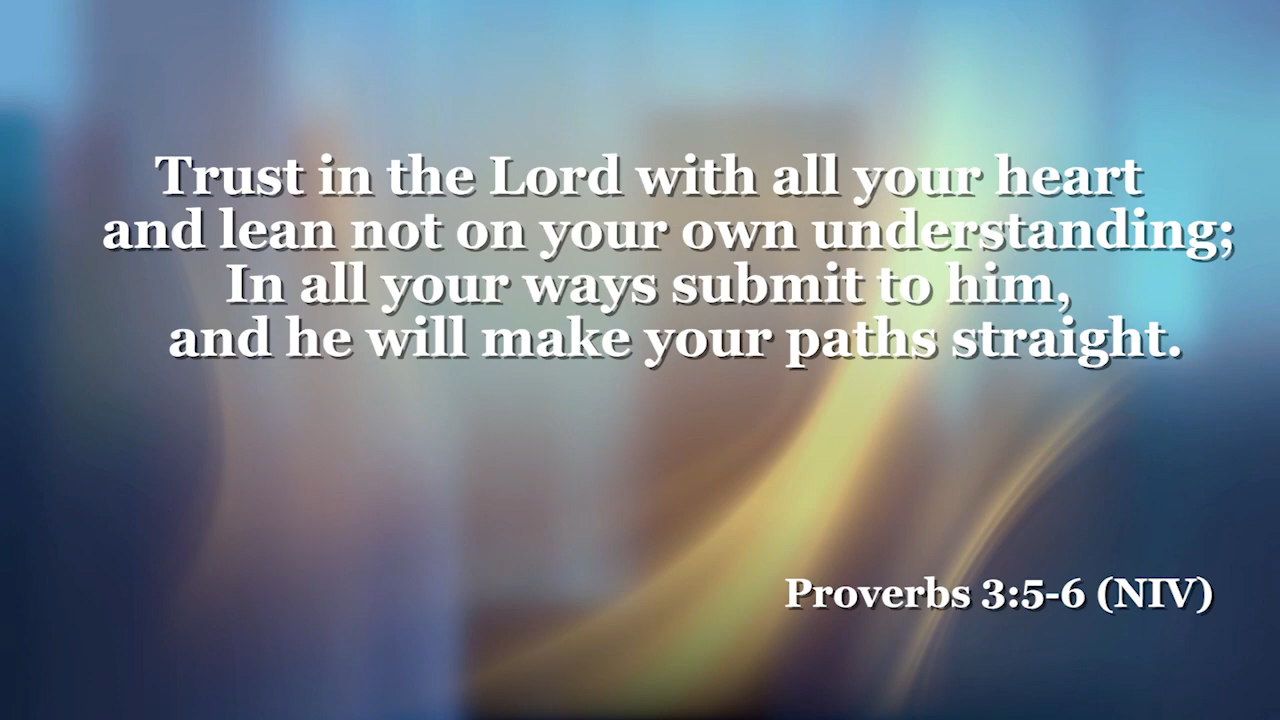 Trust in the Lord with all your heart
and lean not on your own understanding;
In all your ways submit to him,
and he will make your paths straight.
Proverbs 3:5-6 (NIV)